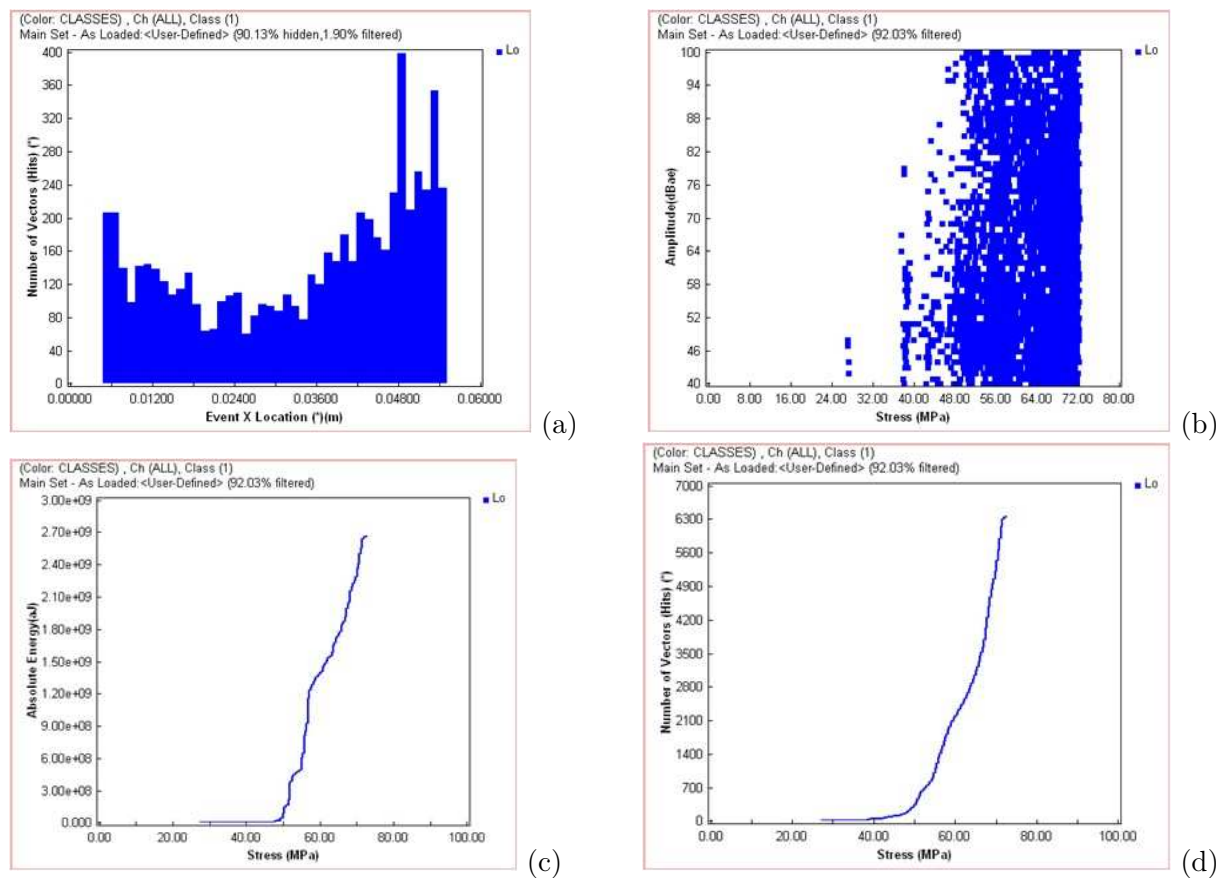 (Color: CLASSES) , Ch (ALL), Class (1)
Main Set - As Loaded:<User-Defined> (90.13% hidden,1.90% filtered)
Lo
400
360
320
280
240
200
160
120
80
40
0
Number of Vectors (Hits) (*)
0.00000 0.01200 0.02400 0.03600 0.04800 0.06000
Event X Location (*)(m)
(a)
(Color: CLASSES) , Ch (ALL), Class (1)
Main Set - As Loaded:<User-Defined> (92.03% filtered)
Lo
100
94
88
82
76
70
64
58
52
46
40
Amplitude(dBae)
0.00 8.00 16.00 24.00 32.00 40.00 48.00 56.00 64.00 72.00 80.00
Stress (MPa)
(b)
(Color: CLASSES) , Ch (ALL), Class (1)
Main Set - As Loaded:<User-Defined> (92.03% filtered)
Lo
3.00e+09
2.70e+09
2.40e+09
2.10e+09
1.80e+09
1.50e+09
1.20e+09
9.00e+08
6.00e+08
3.00e+08
0.000
Absolute Energy(aJ)
0.00 20.00 40.00 60.00 80.00 100.00
Stress (MPa)
(c)
(Color: CLASSES) , Ch (ALL), Class (1)
Main Set - As Loaded:<User-Defined> (92.03% filtered)
Lo
7000
6300
5600
4900
4200
3500
2800
2100
1400
700
0
Number of Vectors (Hits) (*)
0.00 20.00 40.00 60.00 80.00 100.00
Stress (MPa)
(d)